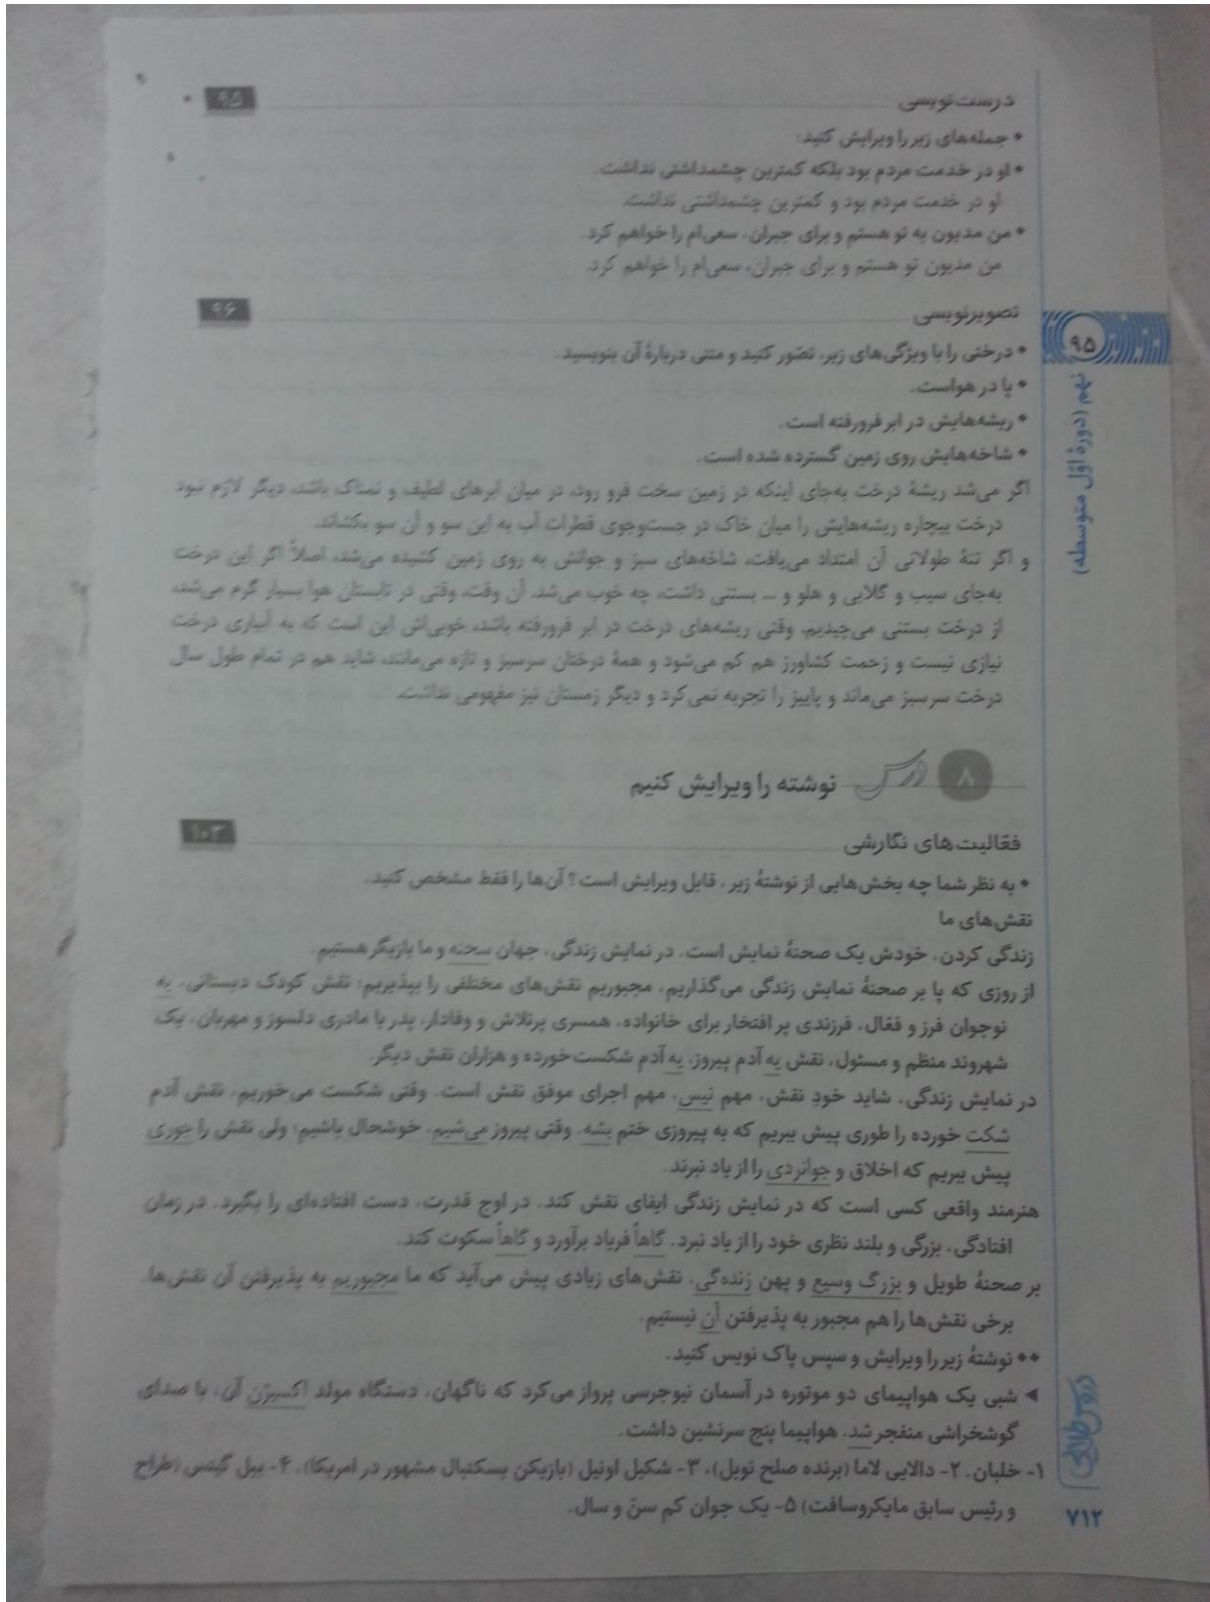 درست‌نویسی ۹۵
• جمله‌های زیر را ویرایش کنید:
• او در خدمت مردم بود بلکه کمترین چشمداشتی نداشت.
او در خدمت مردم بود و کمترین چشمداشتی نداشت.
• من مدیون به تو هستم و برای جبران، سعی‌ام را خواهم کرد.
من مدیون تو هستم و برای جبران، سعی‌ام را خواهم کرد.
تصویرنویسی ۹۶
• درختی را با ویژگی‌های زیر، تصّور کنید و متنی دربارهٔ آن بنویسید.
• پا در هواست.
• ریشه‌هایش در ابر فرورفته است.
• شاخه‌هایش روی زمین گسترده شده است.
اگر می‌شد ریشهٔ درخت به‌جای اینکه در زمین سخت فرو رود، در میان ابرهای لطیف و نمناک باشد، دیگر لازم نبود
درخت بیچاره ریشه‌هایش را میان خاک در جست‌وجوی قطرات آب به این سو و آن سو بکشاند.
و اگر تنهٔ طولانی آن امتداد می‌یافت، شاخه‌های سبز و جوانش به روی زمین کشیده می‌شد، اصلاً اگر این درخت
به‌جای سیب و گلابی و هلو و ... بستنی داشت، چه خوب می‌شد. آن وقت، وقتی در تابستان هوا بسیار گرم می‌شد،
از درخت بستنی می‌چیدیم. وقتی ریشه‌های درخت در ابر فرورفته باشد، خوبی‌اش این است که به آبیاری درخت
نیازی نیست و زحمت کشاورز هم کم می‌شود و همهٔ درختان سرسبز و تازه می‌مانند، شاید هم در تمام طول سال
درخت سرسبز می‌ماند و پاییز را تجربه نمی‌کرد و دیگر زمستان نیز مفهومی نداشت.
درس ۸ نوشته را ویرایش کنیم
فعّالیت‌های نگارشی ۱۰۳
• به نظر شما چه بخش‌هایی از نوشتهٔ زیر، قابل ویرایش است؟ آن‌ها را فقط مشخص کنید.
نقش‌های ما
زندگی کردن، خودش یک صحنهٔ نمایش است. در نمایش زندگی، جهان سحنه و ما بازیگر هستیم.
از روزی که پا بر صحنهٔ نمایش زندگی می‌گذاریم، مجبوریم نقش‌های مختلفی را بپذیریم؛ نقش کودک دبستانی، یه
نوجوان فرز و فعّال، فرزندی پر افتخار برای خانواده، همسری پرتلاش و وفادار، پدر یا مادری دلسوز و مهربان، یک
شهروند منظم و مسئول، نقش یه آدم پیروز، یه آدم شکست‌خورده و هزاران نقش دیگر.
در نمایش زندگی، شاید خودِ نقش، مهم نیس، مهم اجرای موفق نقش است. وقتی شکست می‌خوریم، نقش آدم
شکت خورده را طوری پیش ببریم که به پیروزی ختم بشه. وقتی پیروز می‌شیم، خوشحال باشیم؛ ولی نقش را جوری
پیش ببریم که اخلاق و جوانردی را از یاد نبرند.
هنرمند واقعی کسی است که در نمایش زندگی ایفای نقش کند. در اوج قدرت، دست افتاده‌ای را بگیرد. در زمان
افتادگی، بزرگی و بلند نظری خود را از یاد نبرد. گاهاً فریاد برآورد و گاهاً سکوت کند.
بر صحنهٔ طویل و بزرگ وسیع و پهن زنده‌گی، نقش‌های زیادی پیش می‌آید که ما مجبوریم به پذیرفتن آن نقش‌ها.
برخی نقش‌ها را هم مجبور به پذیرفتن آن نیستیم.
•• نوشتهٔ زیر را ویرایش و سپس پاک نویس کنید.
◄ شبی یک هواپیمای دو موتوره در آسمان نیوجرسی پرواز می‌کرد که ناگهان، دستگاه مولد اکسیژن آن، با صدای
گوشخراشی منفجر شد. هواپیما پنج سرنشین داشت.
۱- خلبان. ۲- دالایی لاما (برنده صلح نوبل)، ۳- شکیل اونیل (بازیکن بسکتبال مشهور در امریکا)، ۴- بیل گیتس (طراح
و رئیس سابق مایکروسافت) ۵- یک جوان کم سنّ و سال.
۹۵
نهم (دورهٔ اوّل متوسطه)
دروس طلایی
۷۱۲